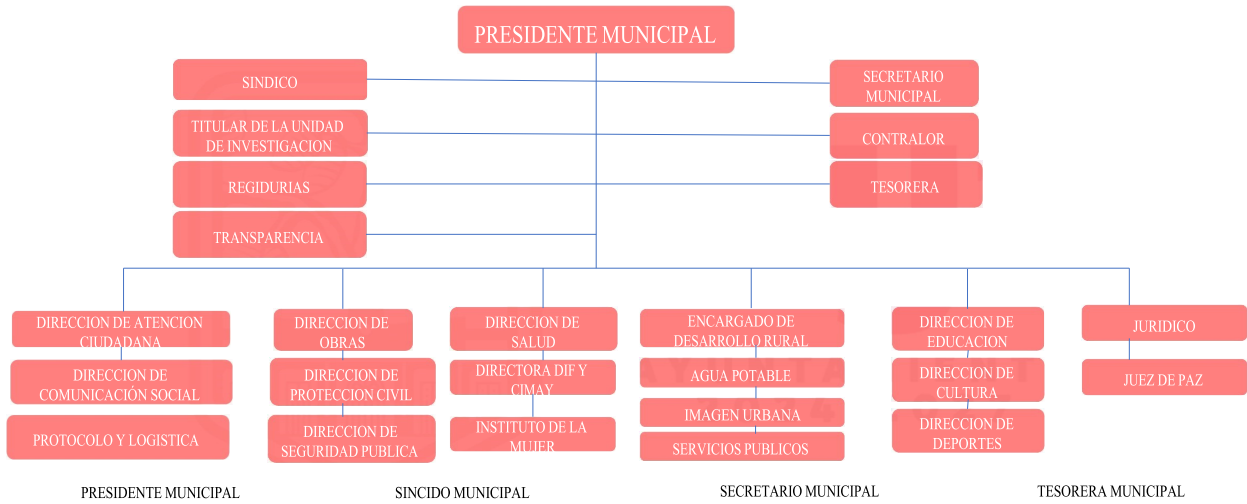 PRESIDENTE MUNICIPAL
SINDICO
SECRETARIO
MUNICIPAL
TITULAR DE LA UNIDAD
DE INVESTIGACION
CONTRALOR
REGIDURIAS
TESORERA
TRANSPARENCIA
DIRECCION DE ATENCION
CIUDADANA
DIRECCION DE
COMUNICACIÓN SOCIAL
PROTOCOLO Y LOGISTICA
DIRECCION DE
OBRAS
DIRECCION DE
PROTECCION CIVIL
DIRECCION DE
SEGURIDAD PUBLICA
DIRECCION DE
SALUD
DIRECTORA DIF Y
CIMAY
INSTITUTO DE LA
MUJER
ENCARGADO DE
DESARROLLO RURAL
AGUA POTABLE
IMAGEN URBANA
SERVICIOS PUBLICOS
DIRECCION DE
EDUCACION
DIRECCION DE
CULTURA
DIRECCION DE
DEPORTES
JURIDICO
JUEZ DE PAZ
PRESIDENTE MUNICIPAL
SINCIDO MUNICIPAL
SECRETARIO MUNICIPAL
TESORERA MUNICIPAL